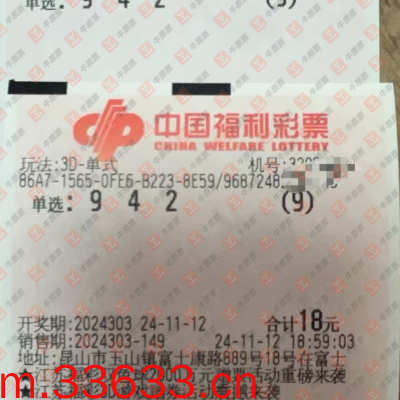 单选: 9 4 2 (9)
中国福利彩票
CHINA WELFARE LOTTERY
玩法:3D-单式 机号:3209
86A7-1565-0FE6-B223-8E59/9687248
单选: 9 4 2 (9)
开奖期:2024303 24-11-12 合计18元
销售期:2024303-149 24-11-12 18:59:03
地址:昆山市玉山镇富士康路889号18号在富士
m.33633.cn